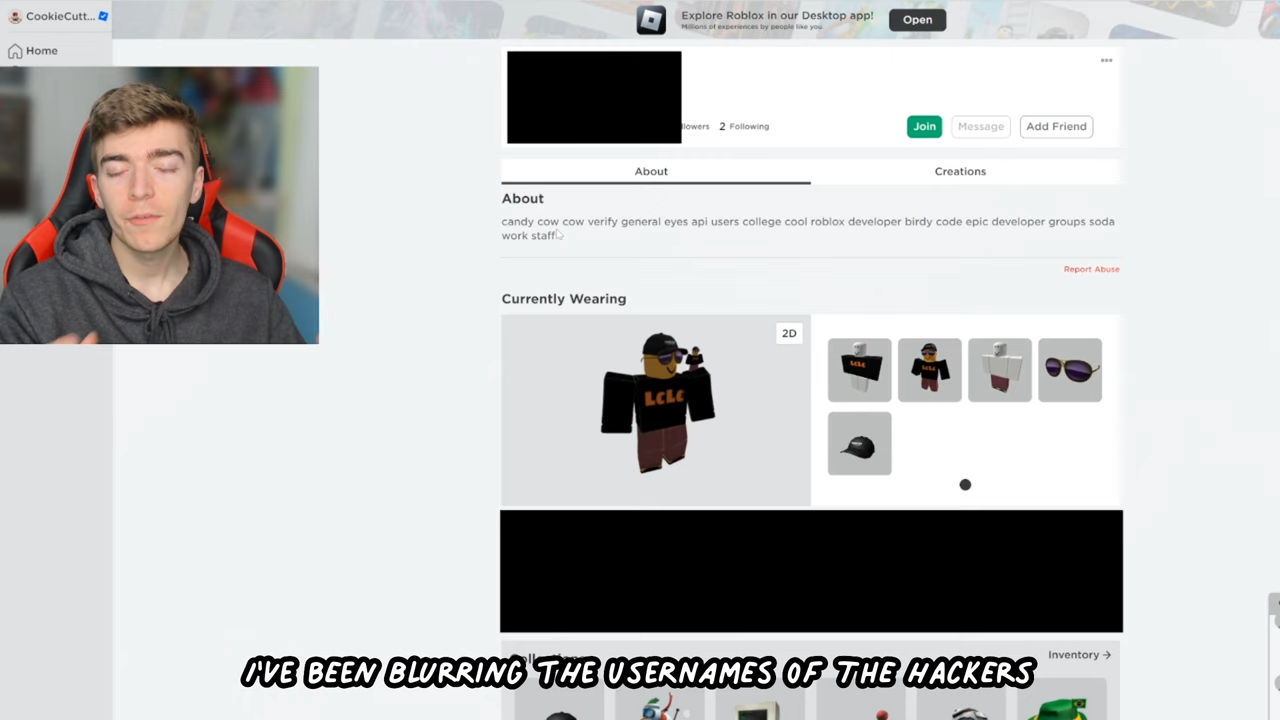 CookieCutt...
Explore Roblox in our Desktop app!
Millions of experiences by people like you.
Open
Home
2 Following
Join
Message
Add Friend
About
Creations
About
candy cow cow verify general eyes api users college cool roblox developer birdy code epic developer groups soda
work staff
Report Abuse
Currently Wearing
2D
LCLC
LCLC
Inventory →
I'VE BEEN BLURRING THE USERNAMES OF THE HACKERS